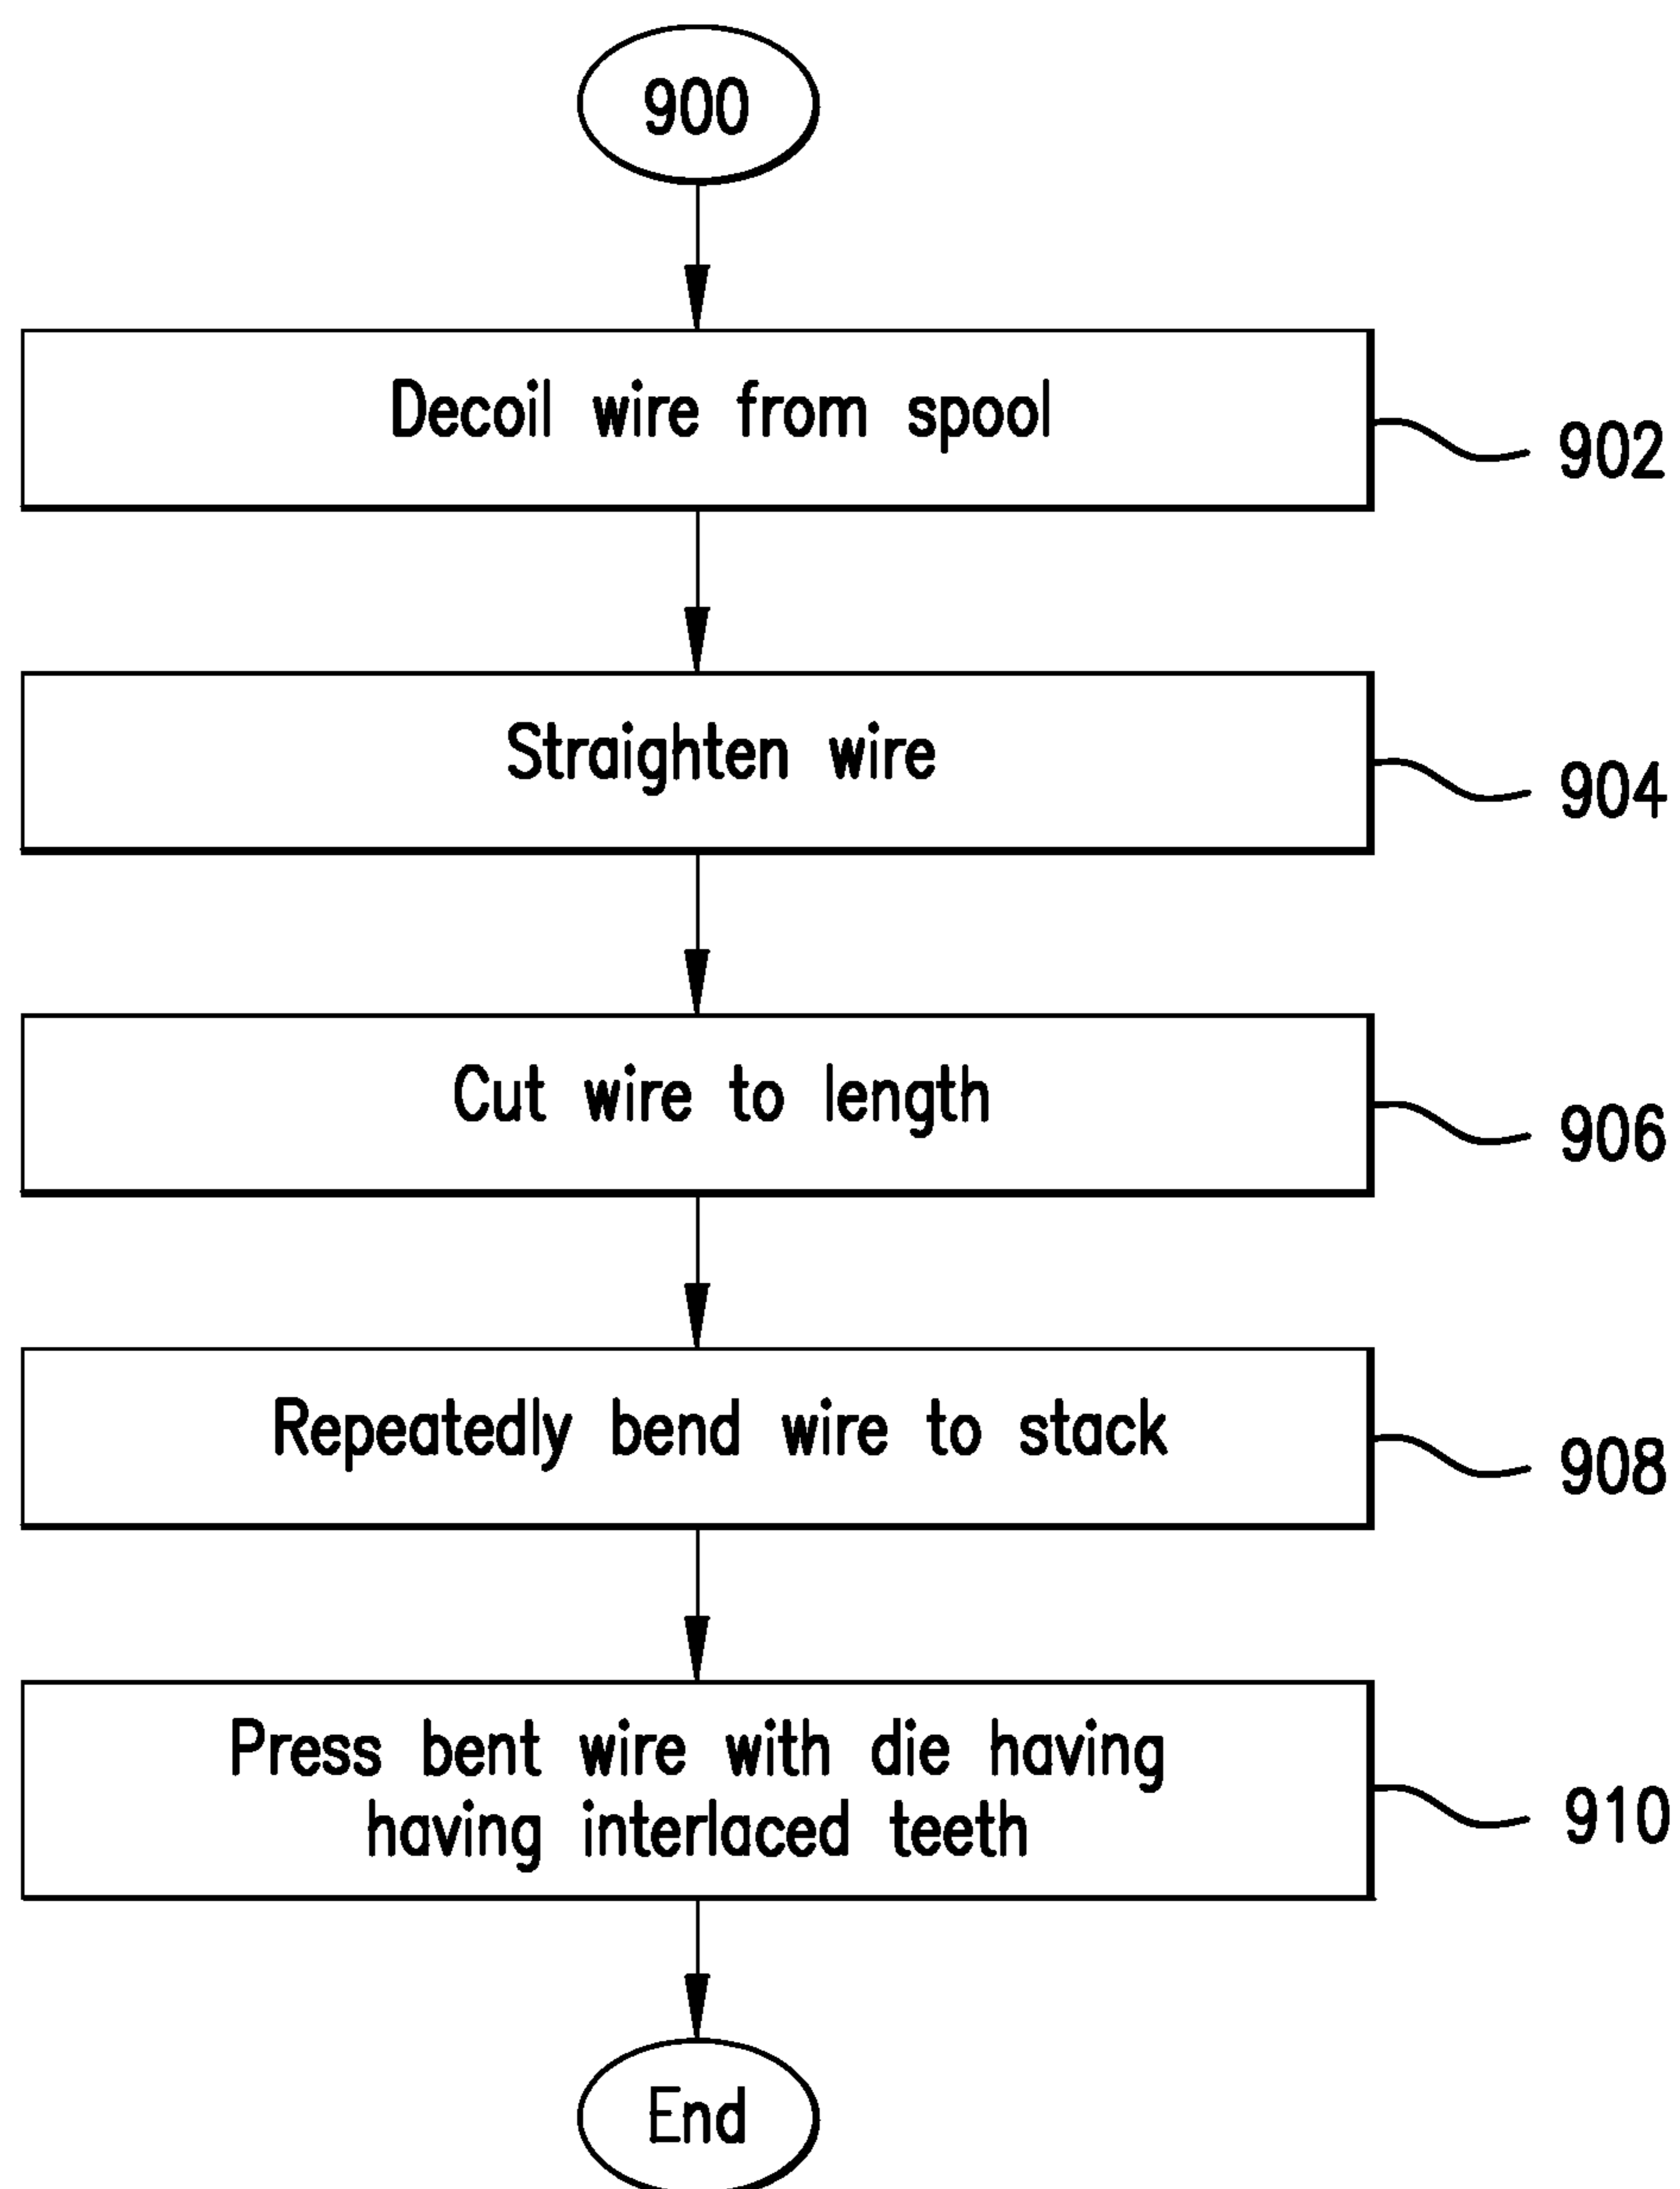 900
Decoil wire from spool
902
Straighten wire
904
Cut wire to length
906
Repeatedly bend wire to stack
908
Press bent wire with die having
having interlaced teeth
910
End